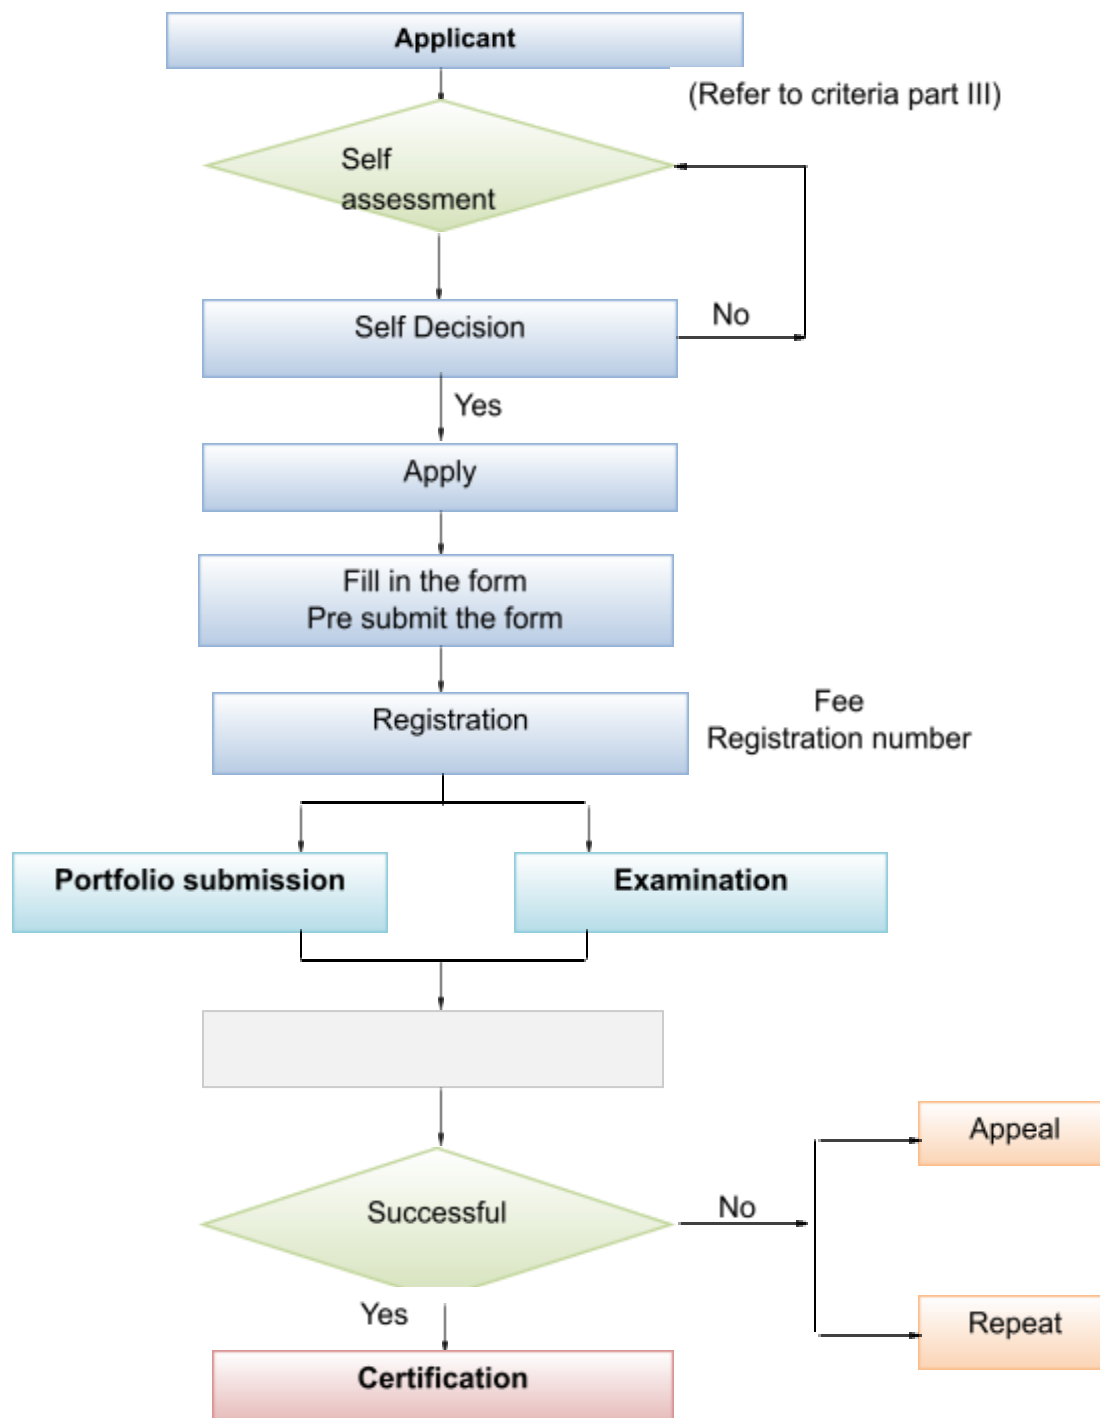 Applicant
(Refer to criteria part III)
Self
assessment
Self Decision
No
Yes
Apply
Fill in the form
Pre submit the form
Registration
Fee
Registration number
Portfolio submission
Examination
Successful
No
Appeal
Repeat
Yes
Certification